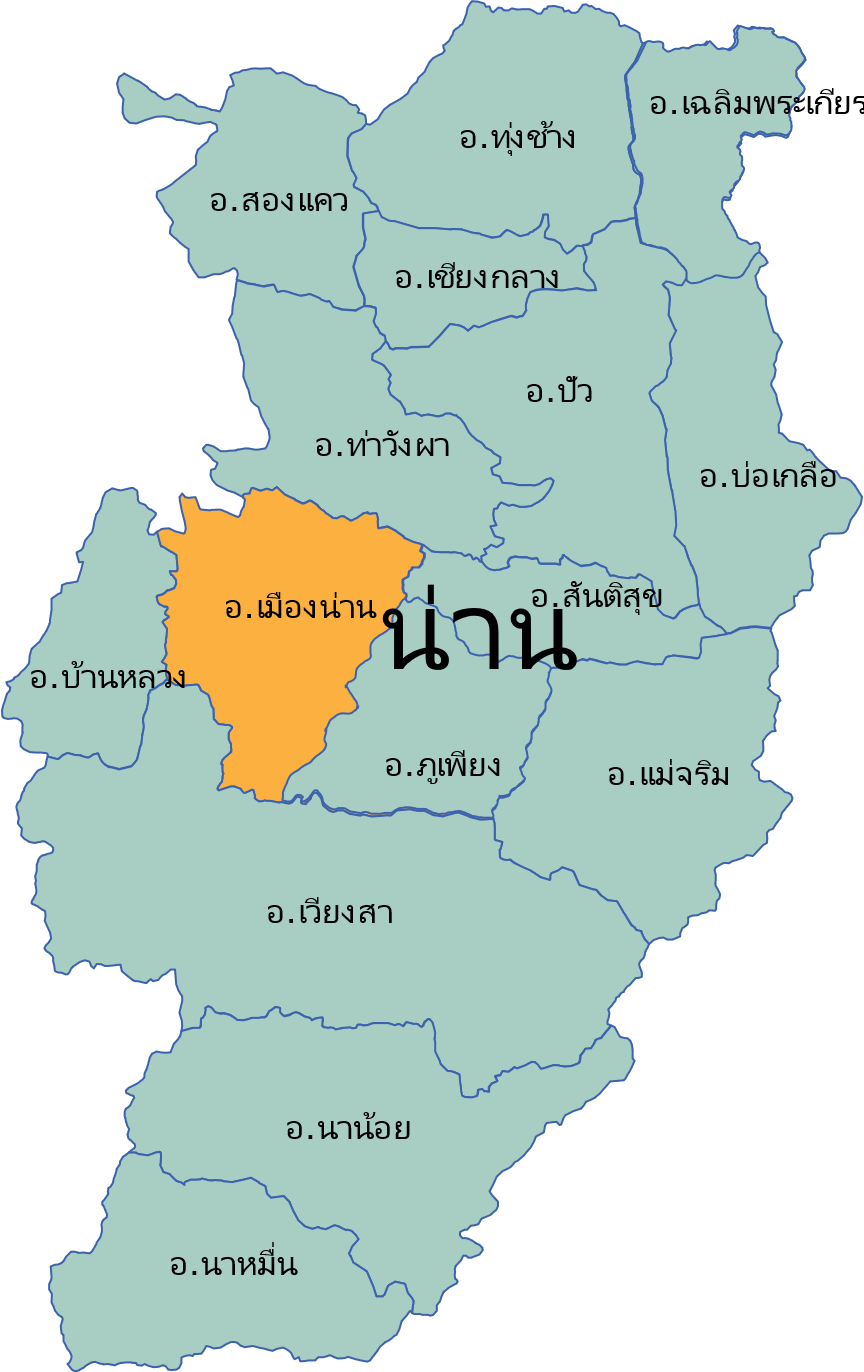 อ.เฉลิมพระเกียร
อ.ทุ่งช้าง
อ.สองแคว
อ.เชียงกลาง
อ.ปัว
อ.ท่าวังผา
อ.บ่อเกลือ
อ.สันติสุข
อ.เมืองน่าน
น่าน
อ.บ้านหลวง
อ.ภูเพียง
อ.แม่จริม
อ.เวียงสา
อ.นาน้อย
อ.นาหมื่น